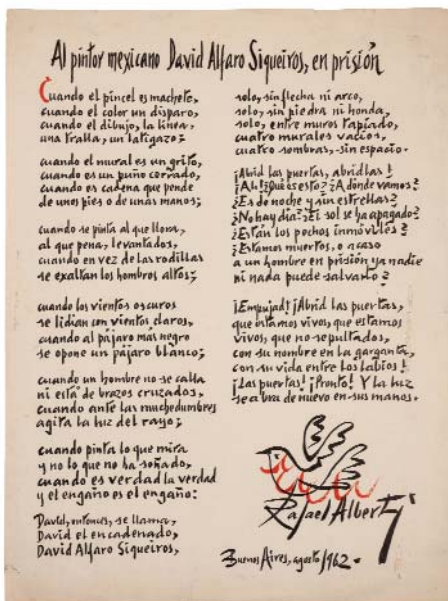 Al pintor mexicano David Alfaro Siqueiros, en prisión
Cuando el pincel es machete,
cuando el color un disparo,
cuando el dibujo, la línea,
una tralla, un latigazo;
cuando el mural es un grito,
cuando es un puño cerrado,
cuando es cadena que pende
de unos pies o de unas manos;
cuando se pinta al que llora,
al que pena, levantados,
cuando en vez de las rodillas
se exaltan los hombros altos;
cuando los vientos oscuros
se lidian con vientos claros,
cuando al pájaro más negro
se opone un pájaro blanco;
cuando un hombre no se calla
ni está de brazos cruzados,
cuando ante las muchedumbres
agita la luz del rayo;
cuando pinta lo que mira
y no lo que no ha soñado,
cuando es verdad la verdad
y el engaño es el engaño:
David, entonces, se llama,
David el encadenado,
David Alfaro Siqueiros,
solo, sin flecha ni arco,
solo, sin piedra ni honda,
solo, entre muros tapiado,
cuatro murales vacíos,
cuatro sombras, sin espacio.
¡Abrid las puertas, abridlas!
¡Ah! ¿Qué es esto? ¿A dónde vamos?
¿Es de noche y sin estrellas?
¿No hay día? ¿El sol se ha apagado?
¿Están los pechos inmóviles?
¿Estamos muertos, o acaso
a un hombre en prisión ya nadie
ni nada puede salvarlo?
¡Empujad! ¡Abrid las puertas,
que estamos vivos, que estamos
vivos, que no sepultados,
con su nombre en la garganta,
con su vida entre los labios!
¡Las puertas! ¡Pronto! Y la luz
se abra de nuevo en sus manos.
Rafael Alberti
Buenos Aires, agosto, 1962.